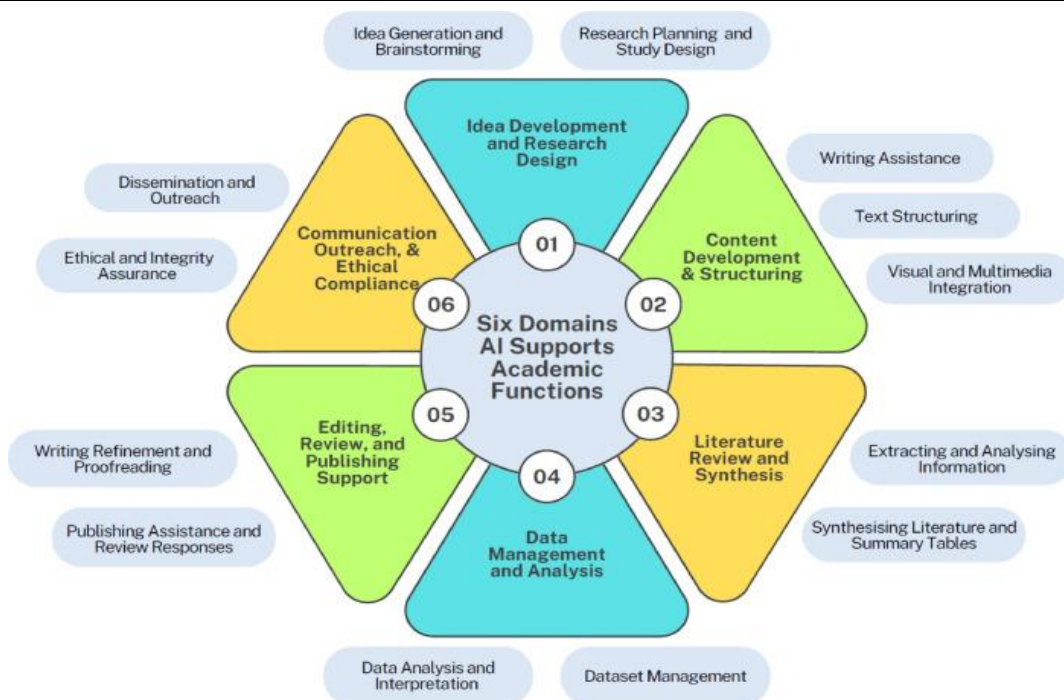 Idea Generation and
Brainstorming
Research Planning and
Study Design
Idea Development
and Research
Design
01
Writing Assistance
Text Structuring
Visual and Multimedia
Integration
Content
Development
& Structuring
02
Six Domains
AI Supports
Academic
Functions
Extracting and Analysing
Information
Synthesising Literature and
Summary Tables
Literature
Review and
Synthesis
03
04
Data
Management
and Analysis
Data Analysis and
Interpretation
Dataset Management
05
Editing,
Review, and
Publishing
Support
Writing Refinement and
Proofreading
Publishing Assistance and
Review Responses
06
Communication
Outreach, &
Ethical
Compliance
Dissemination and
Outreach
Ethical and Integrity
Assurance